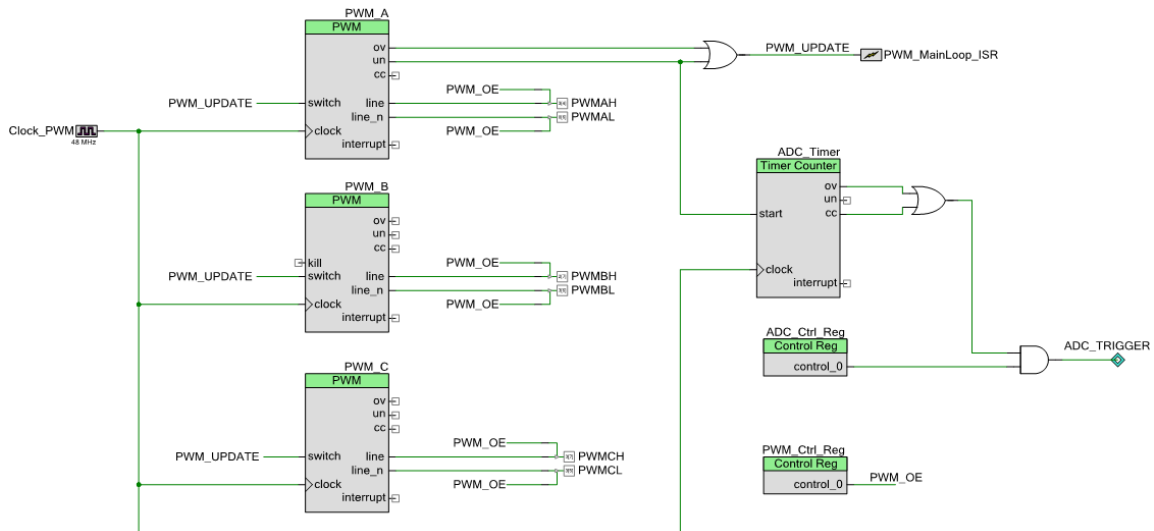 PWM_A
PWM
ov
un
cc
PWM_UPDATE
switch
line
line_n
clock
interrupt
PWM_OE
PWMAH
PWMAL
PWM_OE
PWM_UPDATE
PWM_MainLoop_ISR
Clock_PWM
48 MHz
PWM_B
PWM
ov
un
cc
kill
PWM_UPDATE
switch
line
line_n
clock
interrupt
PWM_OE
PWMBH
PWMBL
PWM_OE
PWM_C
PWM
ov
un
cc
PWM_UPDATE
switch
line
line_n
clock
interrupt
PWM_OE
PWMCH
PWMCL
PWM_OE
ADC_Timer
Timer Counter
ov
un
start
cc
clock
interrupt
ADC_Ctrl_Reg
Control Reg
control_0
ADC_TRIGGER
PWM_Ctrl_Reg
Control Reg
control_0
PWM_OE